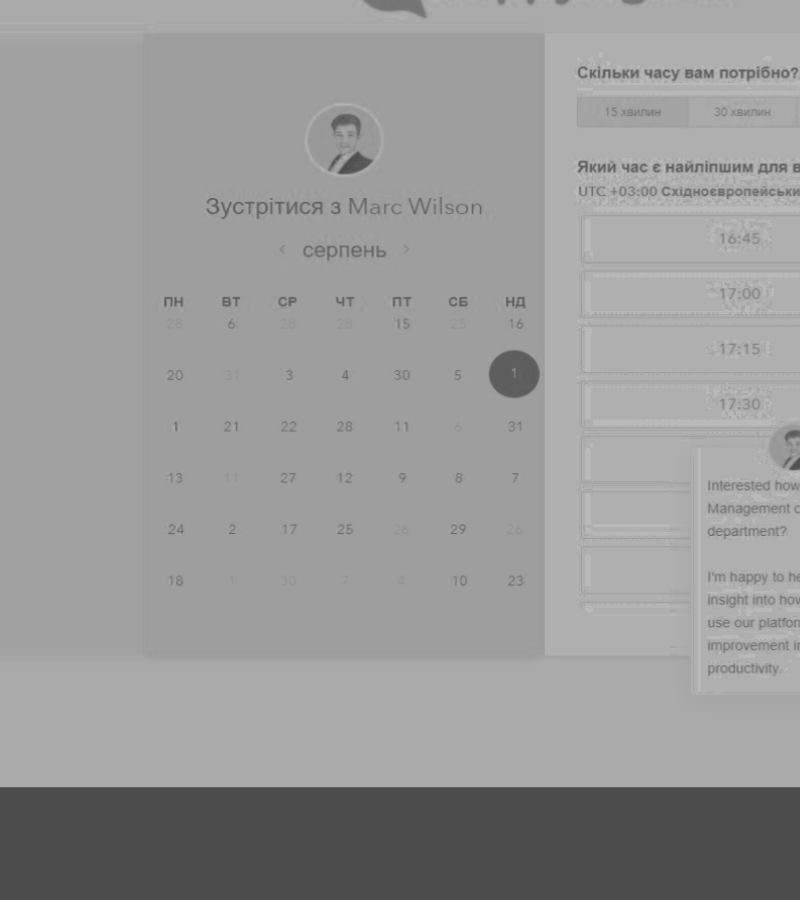 Зустрітися з Marc Wilson
‹ серпень ›
ПН ВТ СР ЧТ ПТ СБ НД
28 6 28 28 15 25 16
20 31 3 4 30 5 1
1 21 22 28 11 6 31
13 11 27 12 9 8 7
24 2 17 25 26 29 26
18 1 30 7 4 10 23
Скільки часу вам потрібно?
15 хвилин 30 хвилин
Який час є найліпшим для в
UTC +03:00 Східноєвропейськи
16:45
17:00
17:15
17:30
Interested how
Management c
department?
I'm happy to he
insight into how
use our platforn
improvement in
productivity.